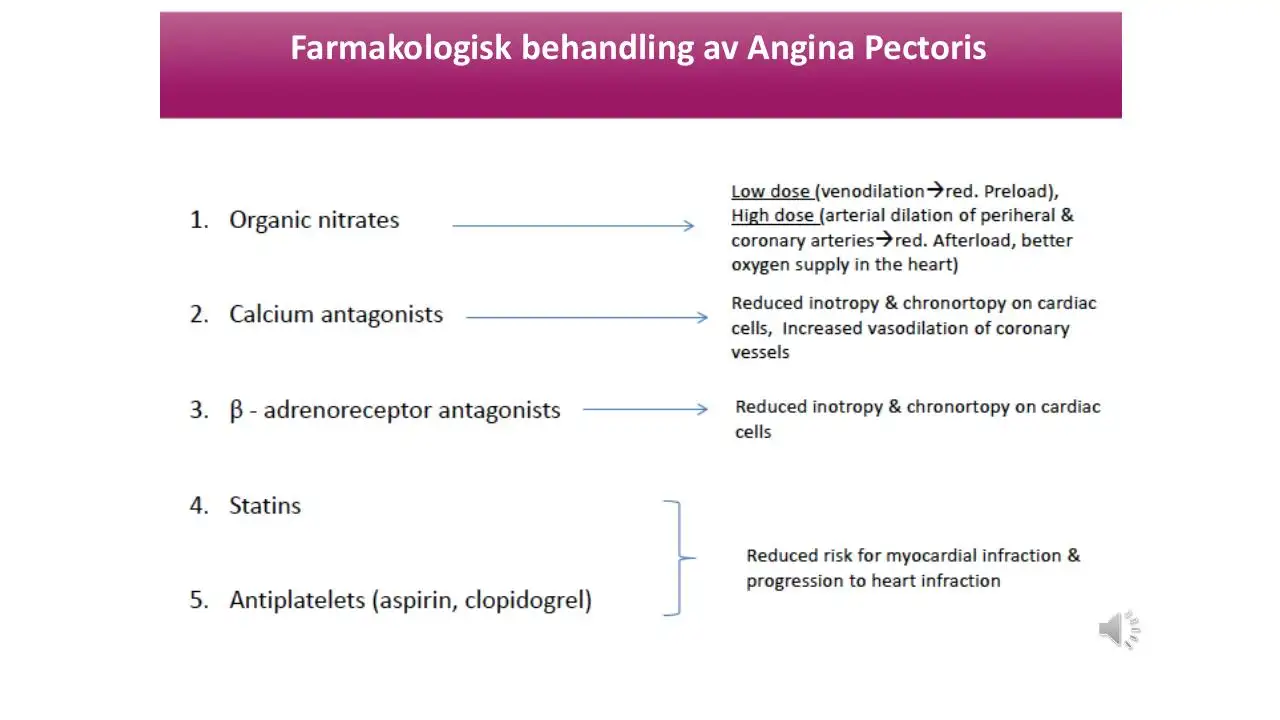 Farmakologisk behandling av Angina Pectoris
1. Organic nitrates
Low dose (venodilation→red. Preload),
High dose (arterial dilation of periheral &
coronary arteries→red. Afterload, better
oxygen supply in the heart)
2. Calcium antagonists
Reduced inotropy & chronortopy on cardiac
cells, Increased vasodilation of coronary
vessels
3. β - adrenoreceptor antagonists
Reduced inotropy & chronortopy on cardiac
cells
4. Statins
5. Antiplatelets (aspirin, clopidogrel)
Reduced risk for myocardial infraction &
progression to heart infraction